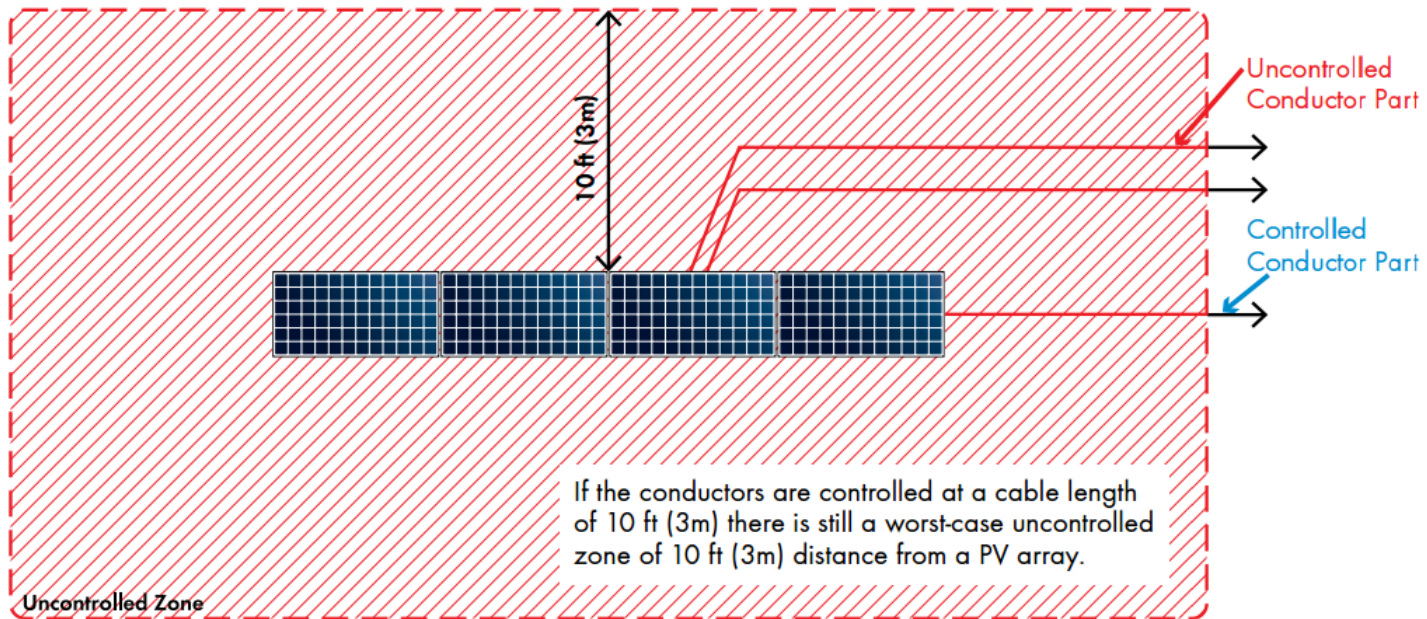 10 ft (3m)
Uncontrolled
Conductor Part
Controlled
Conductor Part
If the conductors are controlled at a cable length
of 10 ft (3m) there is still a worst-case uncontrolled
zone of 10 ft (3m) distance from a PV array.
Uncontrolled Zone